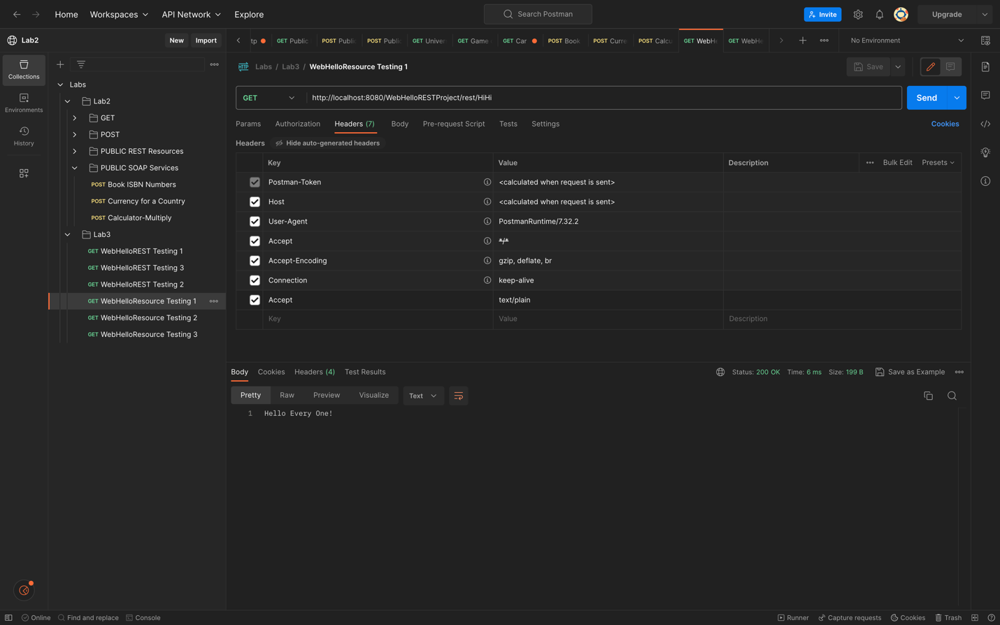 Home Workspaces API Network Explore Search Postman Invite Upgrade
Lab2 New Import
tp GET Public POST Public POST Public GET Univer GET Game GET Car POST Book POST Curre POST Calcu GET WebHe GET WebHe No Environment
Collections
Environments
History
Labs
Lab2
GET
POST
PUBLIC REST Resources
PUBLIC SOAP Services
POST Book ISBN Numbers
POST Currency for a Country
POST Calculator-Multiply
Lab3
GET WebHelloREST Testing 1
GET WebHelloREST Testing 3
GET WebHelloREST Testing 2
GET WebHelloResource Testing 1
GET WebHelloResource Testing 2
GET WebHelloResource Testing 3
HTTP Labs / Lab3 / WebHelloResource Testing 1 Save
GET http://localhost:8080/WebHelloRESTProject/rest/HiHi Send
Params Authorization Headers (7) Body Pre-request Script Tests Settings Cookies
Headers Hide auto-generated headers
Key Value Description Bulk Edit Presets
Postman-Token <calculated when request is sent>
Host <calculated when request is sent>
User-Agent PostmanRuntime/7.32.2
Accept */*
Accept-Encoding gzip, deflate, br
Connection keep-alive
Accept text/plain
Key Value Description
Body Cookies Headers (4) Test Results Status: 200 OK Time: 6 ms Size: 199 B Save as Example
Pretty Raw Preview Visualize Text
1 Hello Every One!
Online Find and replace Console Runner Capture requests Cookies Trash